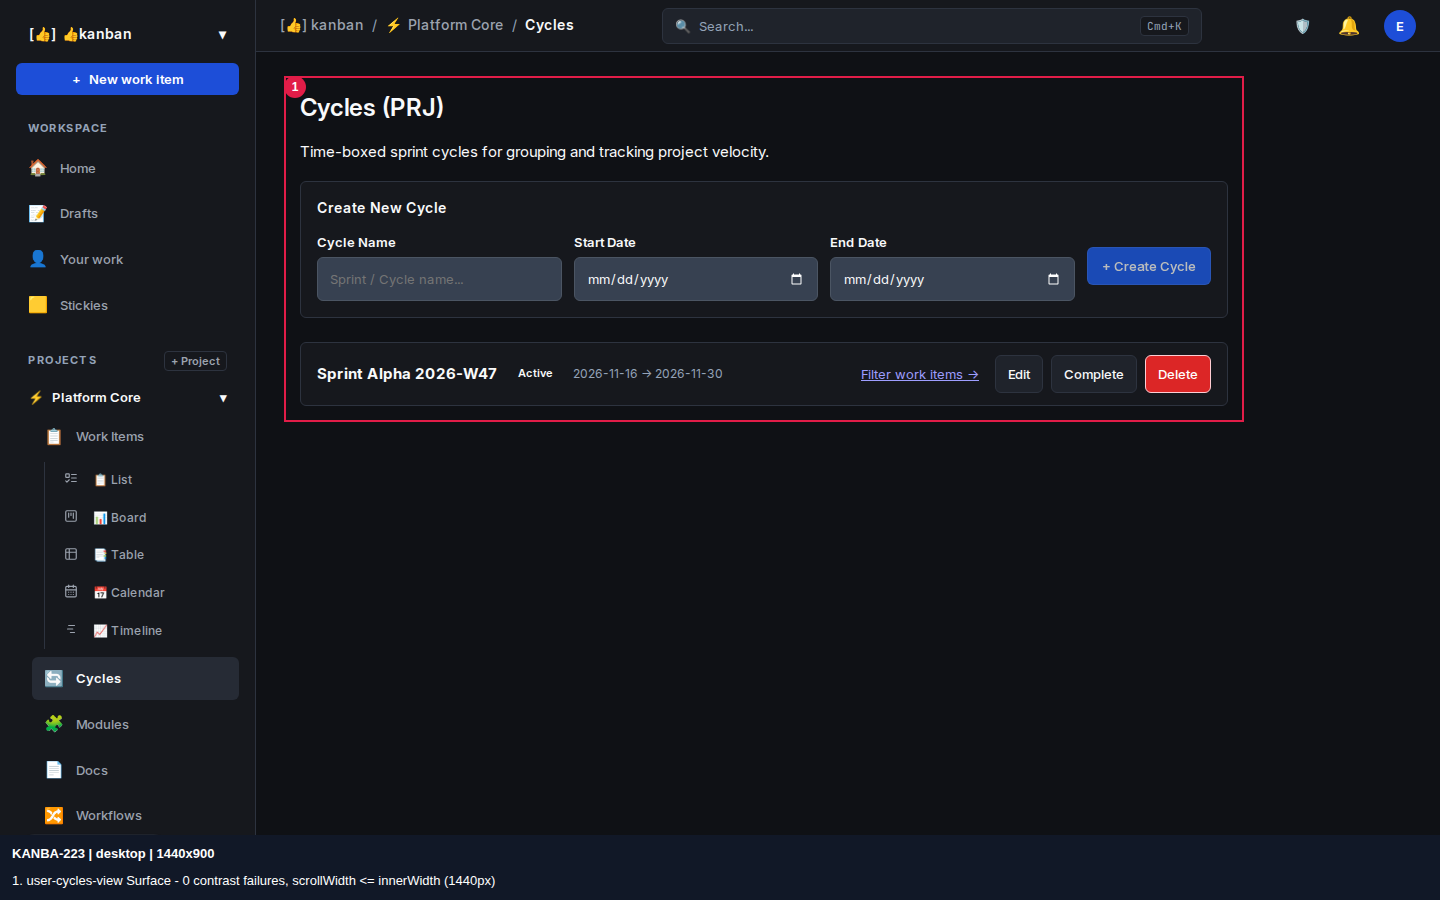 [👍] 👍kanban ▼
+ New work item
WORKSPACE
🏠 Home
📝 Drafts
👤 Your work
🟨 Stickies
PROJECTS
+ Project
⚡ Platform Core ▼
📋 Work Items
📋 List
📊 Board
📑 Table
📅 Calendar
📈 Timeline
🔄 Cycles
🧩 Modules
📄 Docs
🔀 Workflows
[👍] kanban / ⚡ Platform Core / Cycles
🔍 Search... Cmd+K
E
1
Cycles (PRJ)
Time-boxed sprint cycles for grouping and tracking project velocity.
Create New Cycle
Cycle Name Start Date End Date
Sprint / Cycle name... mm/dd/yyyy mm/dd/yyyy + Create Cycle
Sprint Alpha 2026-W47 Active 2026-11-16 → 2026-11-30 Filter work items → Edit Complete Delete
KANBA-223 | desktop | 1440x900
1. user-cycles-view Surface - 0 contrast failures, scrollWidth <= innerWidth (1440px)